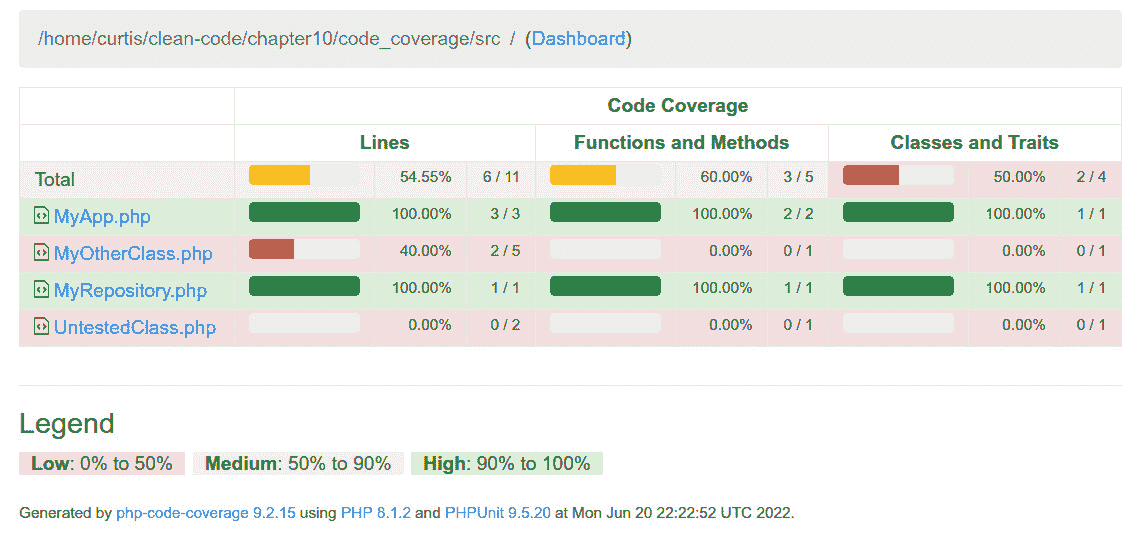 /home/curtis/clean-code/chapter10/code_coverage/src / (Dashboard)
Code Coverage
Lines Functions and Methods Classes and Traits
Total 54.55% 6 / 11 60.00% 3 / 5 50.00% 2 / 4
MyApp.php 100.00% 3 / 3 100.00% 2 / 2 100.00% 1 / 1
MyOtherClass.php 40.00% 2 / 5 0.00% 0 / 1 0.00% 0 / 1
MyRepository.php 100.00% 1 / 1 100.00% 1 / 1 100.00% 1 / 1
UntestedClass.php 0.00% 0 / 2 0.00% 0 / 1 0.00% 0 / 1
Legend
Low: 0% to 50% Medium: 50% to 90% High: 90% to 100%
Generated by php-code-coverage 9.2.15 using PHP 8.1.2 and PHPUnit 9.5.20 at Mon Jun 20 22:22:52 UTC 2022.